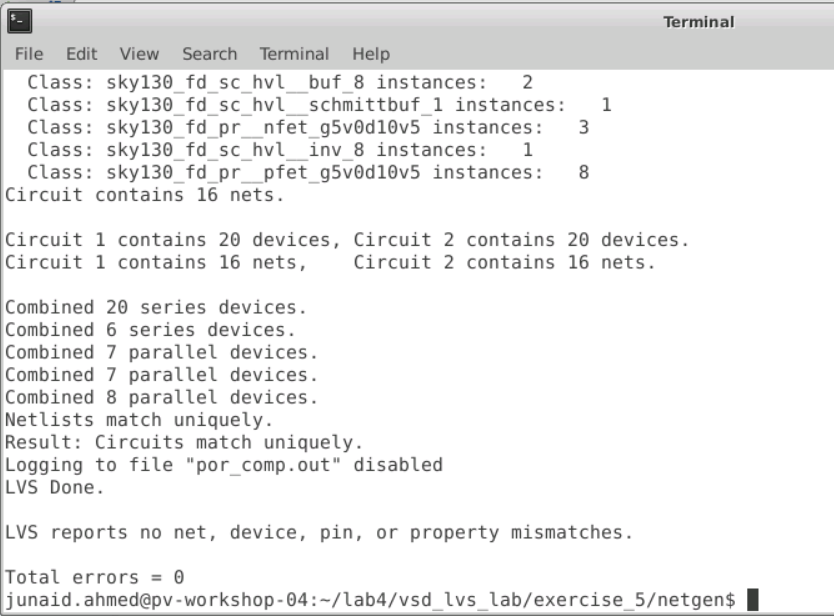 Terminal
File Edit View Search Terminal Help
Class: sky130_fd_sc_hvl__buf_8 instances:   2
Class: sky130_fd_sc_hvl__schmittbuf_1 instances:   1
Class: sky130_fd_pr__nfet_g5v0d10v5 instances:   3
Class: sky130_fd_sc_hvl__inv_8 instances:   1
Class: sky130_fd_pr__pfet_g5v0d10v5 instances:   8
Circuit contains 16 nets.
Circuit 1 contains 20 devices, Circuit 2 contains 20 devices.
Circuit 1 contains 16 nets,    Circuit 2 contains 16 nets.
Combined 20 series devices.
Combined 6 series devices.
Combined 7 parallel devices.
Combined 7 parallel devices.
Combined 8 parallel devices.
Netlists match uniquely.
Result: Circuits match uniquely.
Logging to file "por_comp.out" disabled
LVS Done.
LVS reports no net, device, pin, or property mismatches.
Total errors = 0
junaid.ahmed@pv-workshop-04:~/lab4/vsd_lvs_lab/exercise_5/netgen$